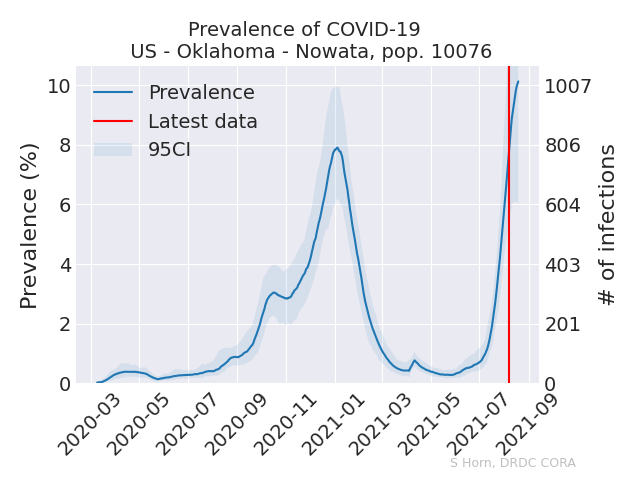 Prevalence of COVID-19
US - Oklahoma - Nowata, pop. 10076
Prevalence
Latest data
95CI
Prevalence (%)
10
8
6
4
2
0
1007
806
604
403
201
0
# of infections
2020-03
2020-05
2020-07
2020-09
2020-11
2021-01
2021-03
2021-05
2021-07
2021-09
S Horn, DRDC CORA